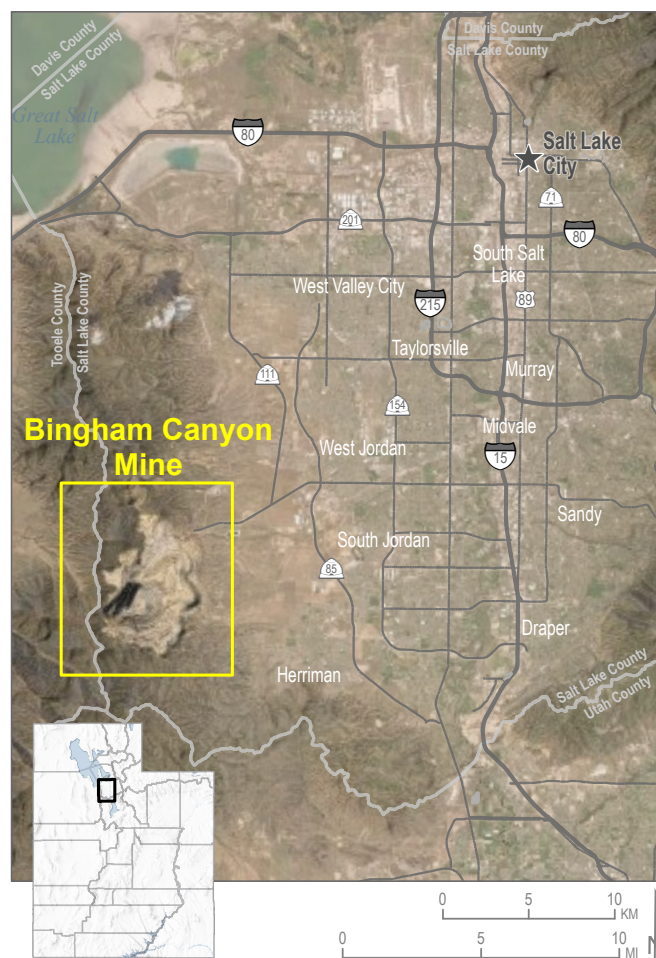 Davis County
Salt Lake County
Davis County
Salt Lake County
Great Salt
Lake
80
Salt Lake
City
71
201
80
South Salt
Lake
West Valley City
89
215
Tooele County
Salt Lake County
Taylorsville
Murray
111
154
Bingham Canyon
Mine
Midvale
West Jordan
15
Sandy
South Jordan
85
Draper
Herriman
Salt Lake County
Utah County
0 5 10
KM
0 5 10
MI
N